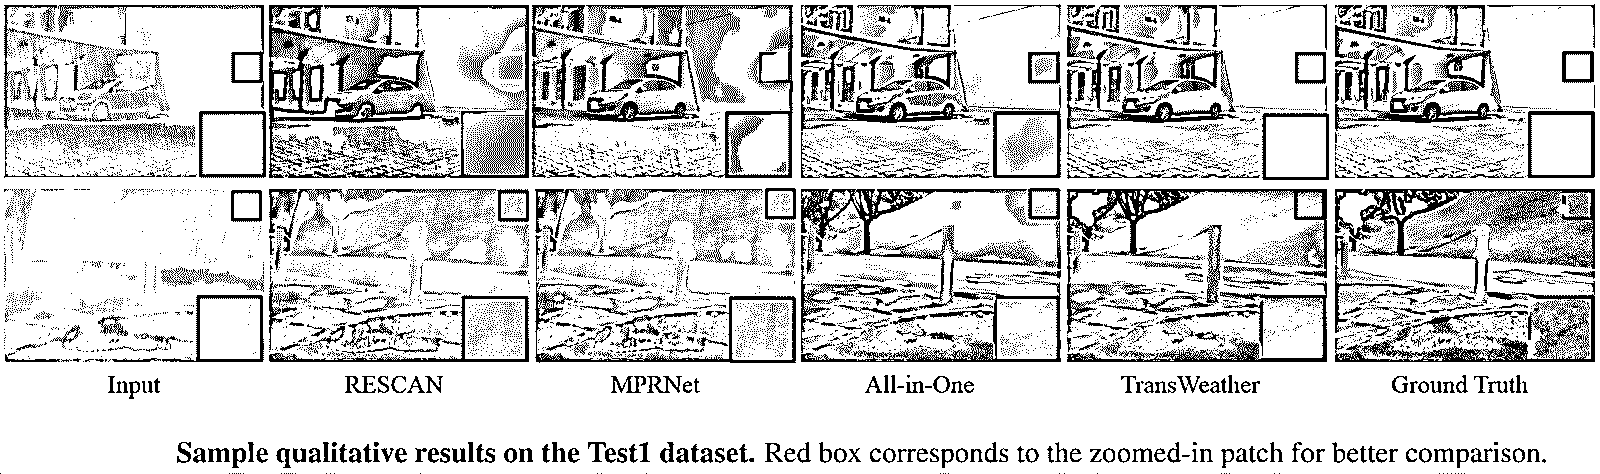 Input RESCAN MPRNet All-in-One TransWeather Ground Truth
Sample qualitative results on the Test1 dataset. Red box corresponds to the zoomed-in patch for better comparison.